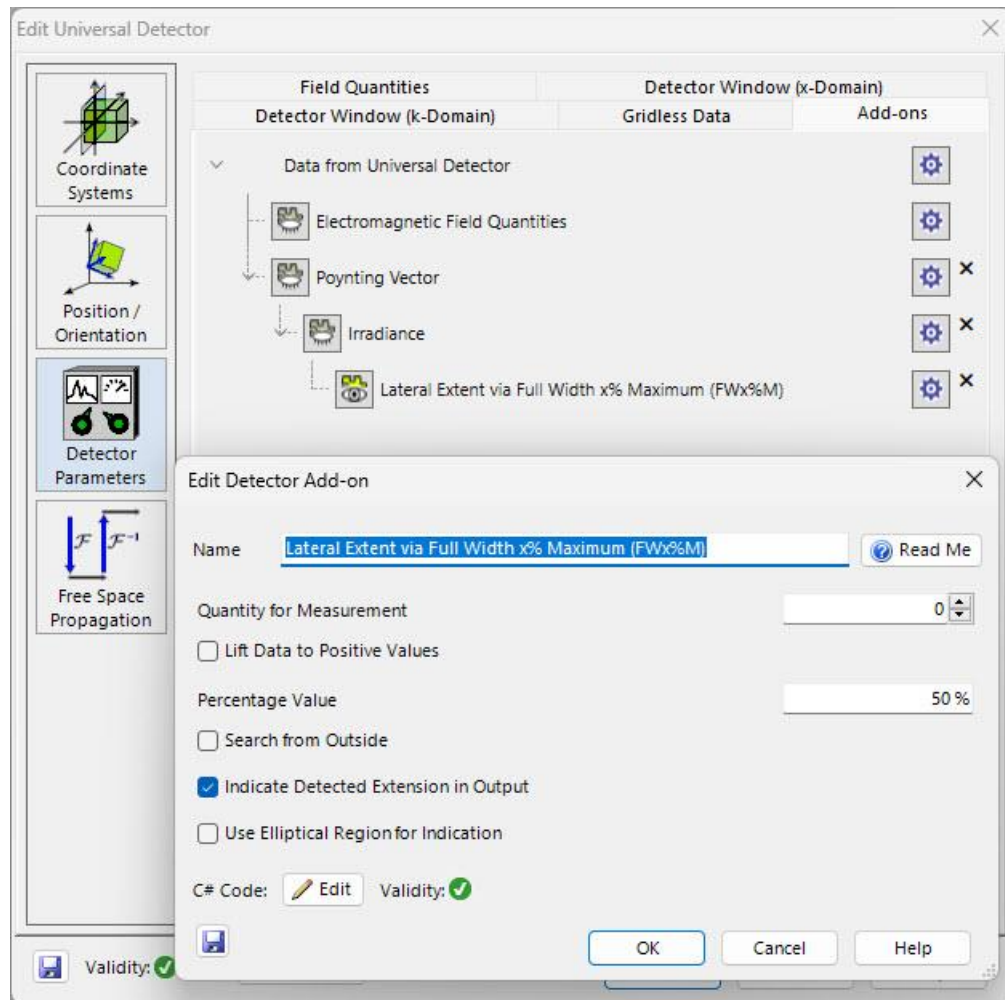 Edit Universal Detector
Field Quantities
Detector Window (x-Domain)
Detector Window (k-Domain)
Gridless Data
Add-ons
Coordinate
Systems
Position /
Orientation
Detector
Parameters
Free Space
Propagation
Data from Universal Detector
Electromagnetic Field Quantities
Poynting Vector
Irradiance
Lateral Extent via Full Width x% Maximum (FWx%M)
Edit Detector Add-on
Name
Lateral Extent via Full Width x% Maximum (FWx%M)
Read Me
Quantity for Measurement
0
Lift Data to Positive Values
Percentage Value
50 %
Search from Outside
Indicate Detected Extension in Output
Use Elliptical Region for Indication
C# Code:
Edit
Validity:
OK
Cancel
Help
Validity:
ℱ
ℱ⁻¹